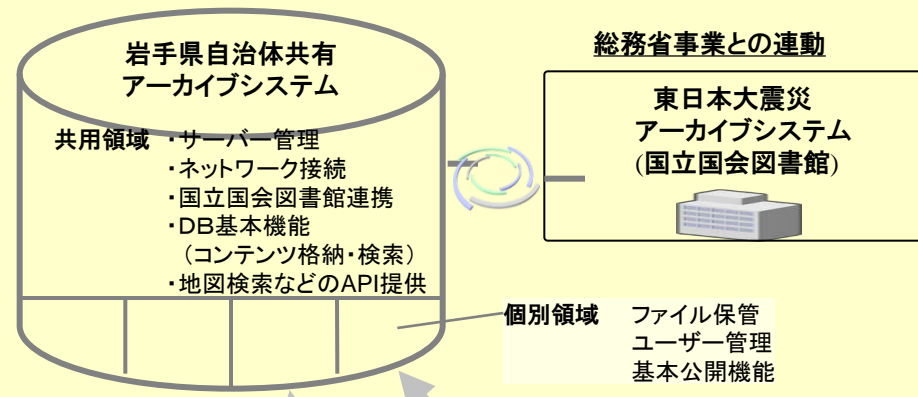 岩手県自治体共有
アーカイブシステム
共用領域 ・サーバー管理
・ネットワーク接続
・国立国会図書館連携
・DB基本機能
（コンテンツ格納・検索）
・地図検索などのAPI提供
総務省事業との連動
東日本大震災
アーカイブシステム
(国立国会図書館)
個別領域 ファイル保管
ユーザー管理
基本公開機能